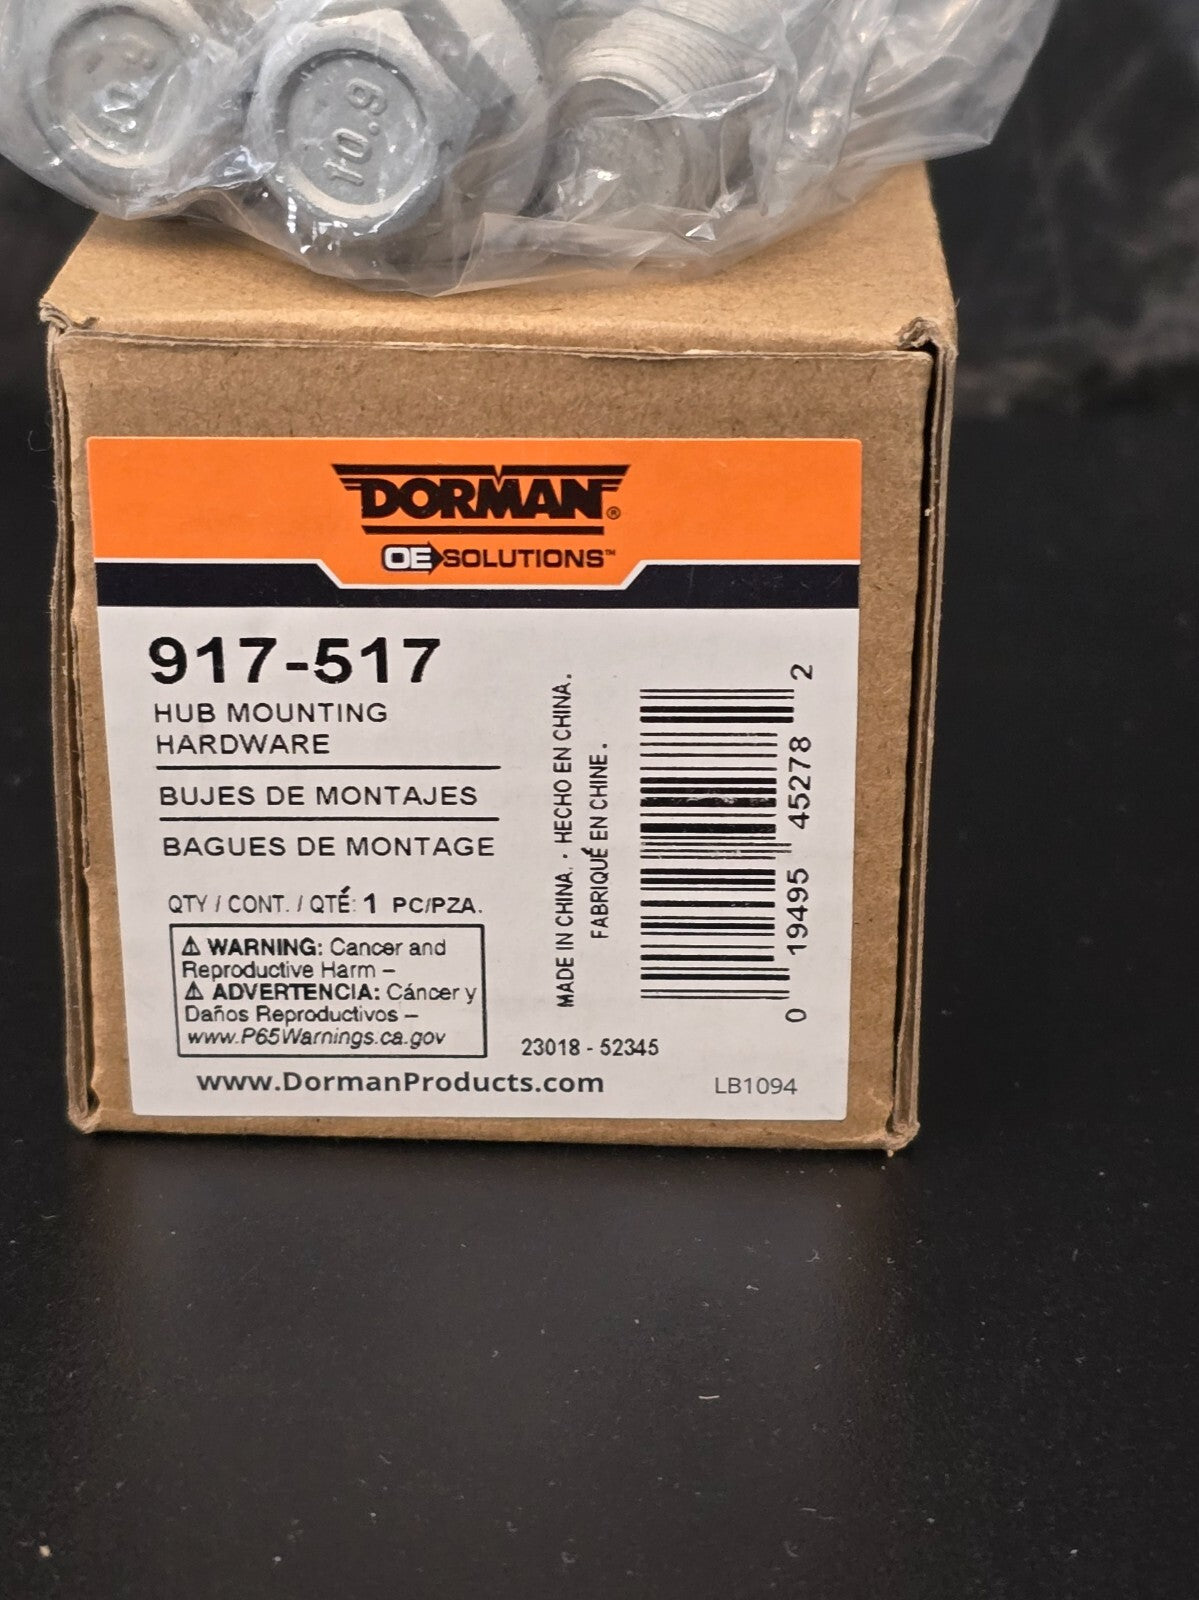 10.9
DORMAN®
OE SOLUTIONS™
917-517
HUB MOUNTING
HARDWARE
BUJES DE MONTAJES
BAGUES DE MONTAGE
QTY / CONT. / QTÉ: 1 PC/PZA.
⚠ WARNING: Cancer and
Reproductive Harm –
⚠ ADVERTENCIA: Cáncer y
Daños Reproductivos –
www.P65Warnings.ca.gov
MADE IN CHINA. · HECHO EN CHINA.
FABRIQUÉ EN CHINE.
0 19495 45278 2
23018 - 52345
www.DormanProducts.com
LB1094